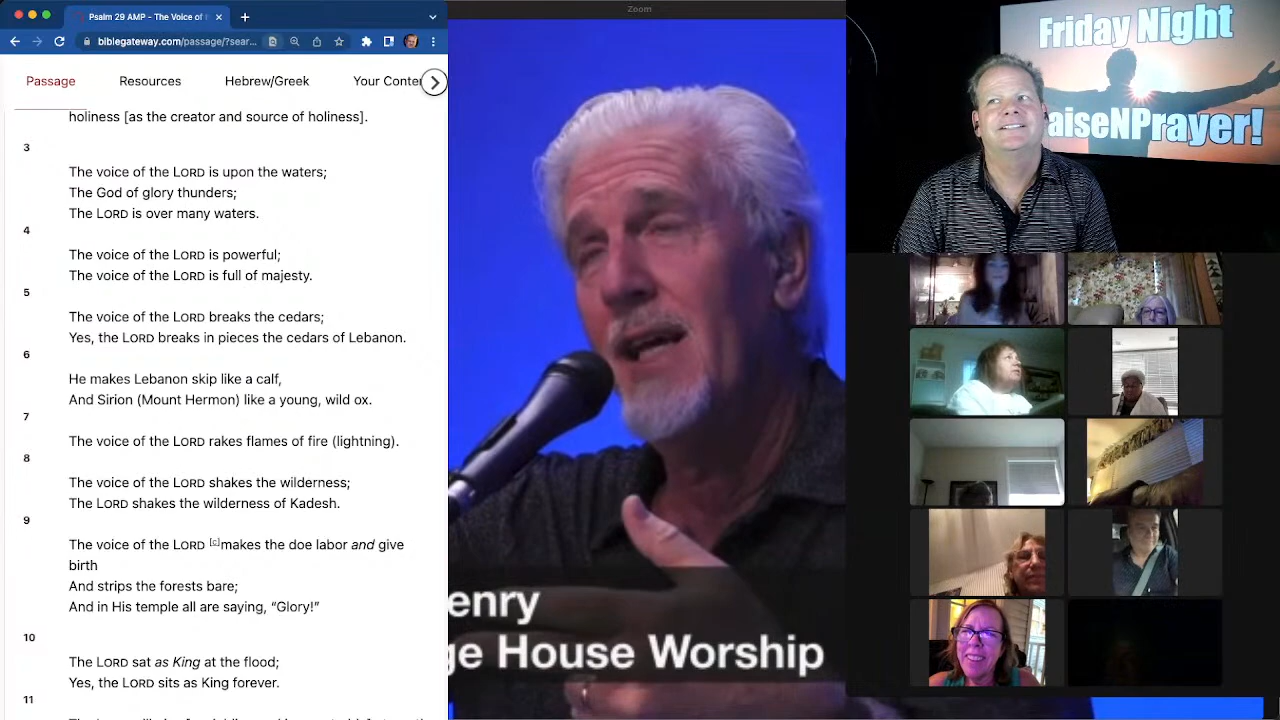 Psalm 29 AMP - The Voice of
biblegateway.com/passage/?sear...
Passage
Resources
Hebrew/Greek
Your Conte
holiness [as the creator and source of holiness].
3
The voice of the LORD is upon the waters;
The God of glory thunders;
The LORD is over many waters.
4
The voice of the LORD is powerful;
The voice of the LORD is full of majesty.
5
The voice of the LORD breaks the cedars;
Yes, the LORD breaks in pieces the cedars of Lebanon.
6
He makes Lebanon skip like a calf,
And Sirion (Mount Hermon) like a young, wild ox.
7
The voice of the LORD rakes flames of fire (lightning).
8
The voice of the LORD shakes the wilderness;
The LORD shakes the wilderness of Kadesh.
9
The voice of the LORD [c]makes the doe labor and give
birth
And strips the forests bare;
And in His temple all are saying, “Glory!”
10
The LORD sat as King at the flood;
Yes, the LORD sits as King forever.
11
Zoom
enry
ge House Worship
Friday Night
aiseNPrayer!